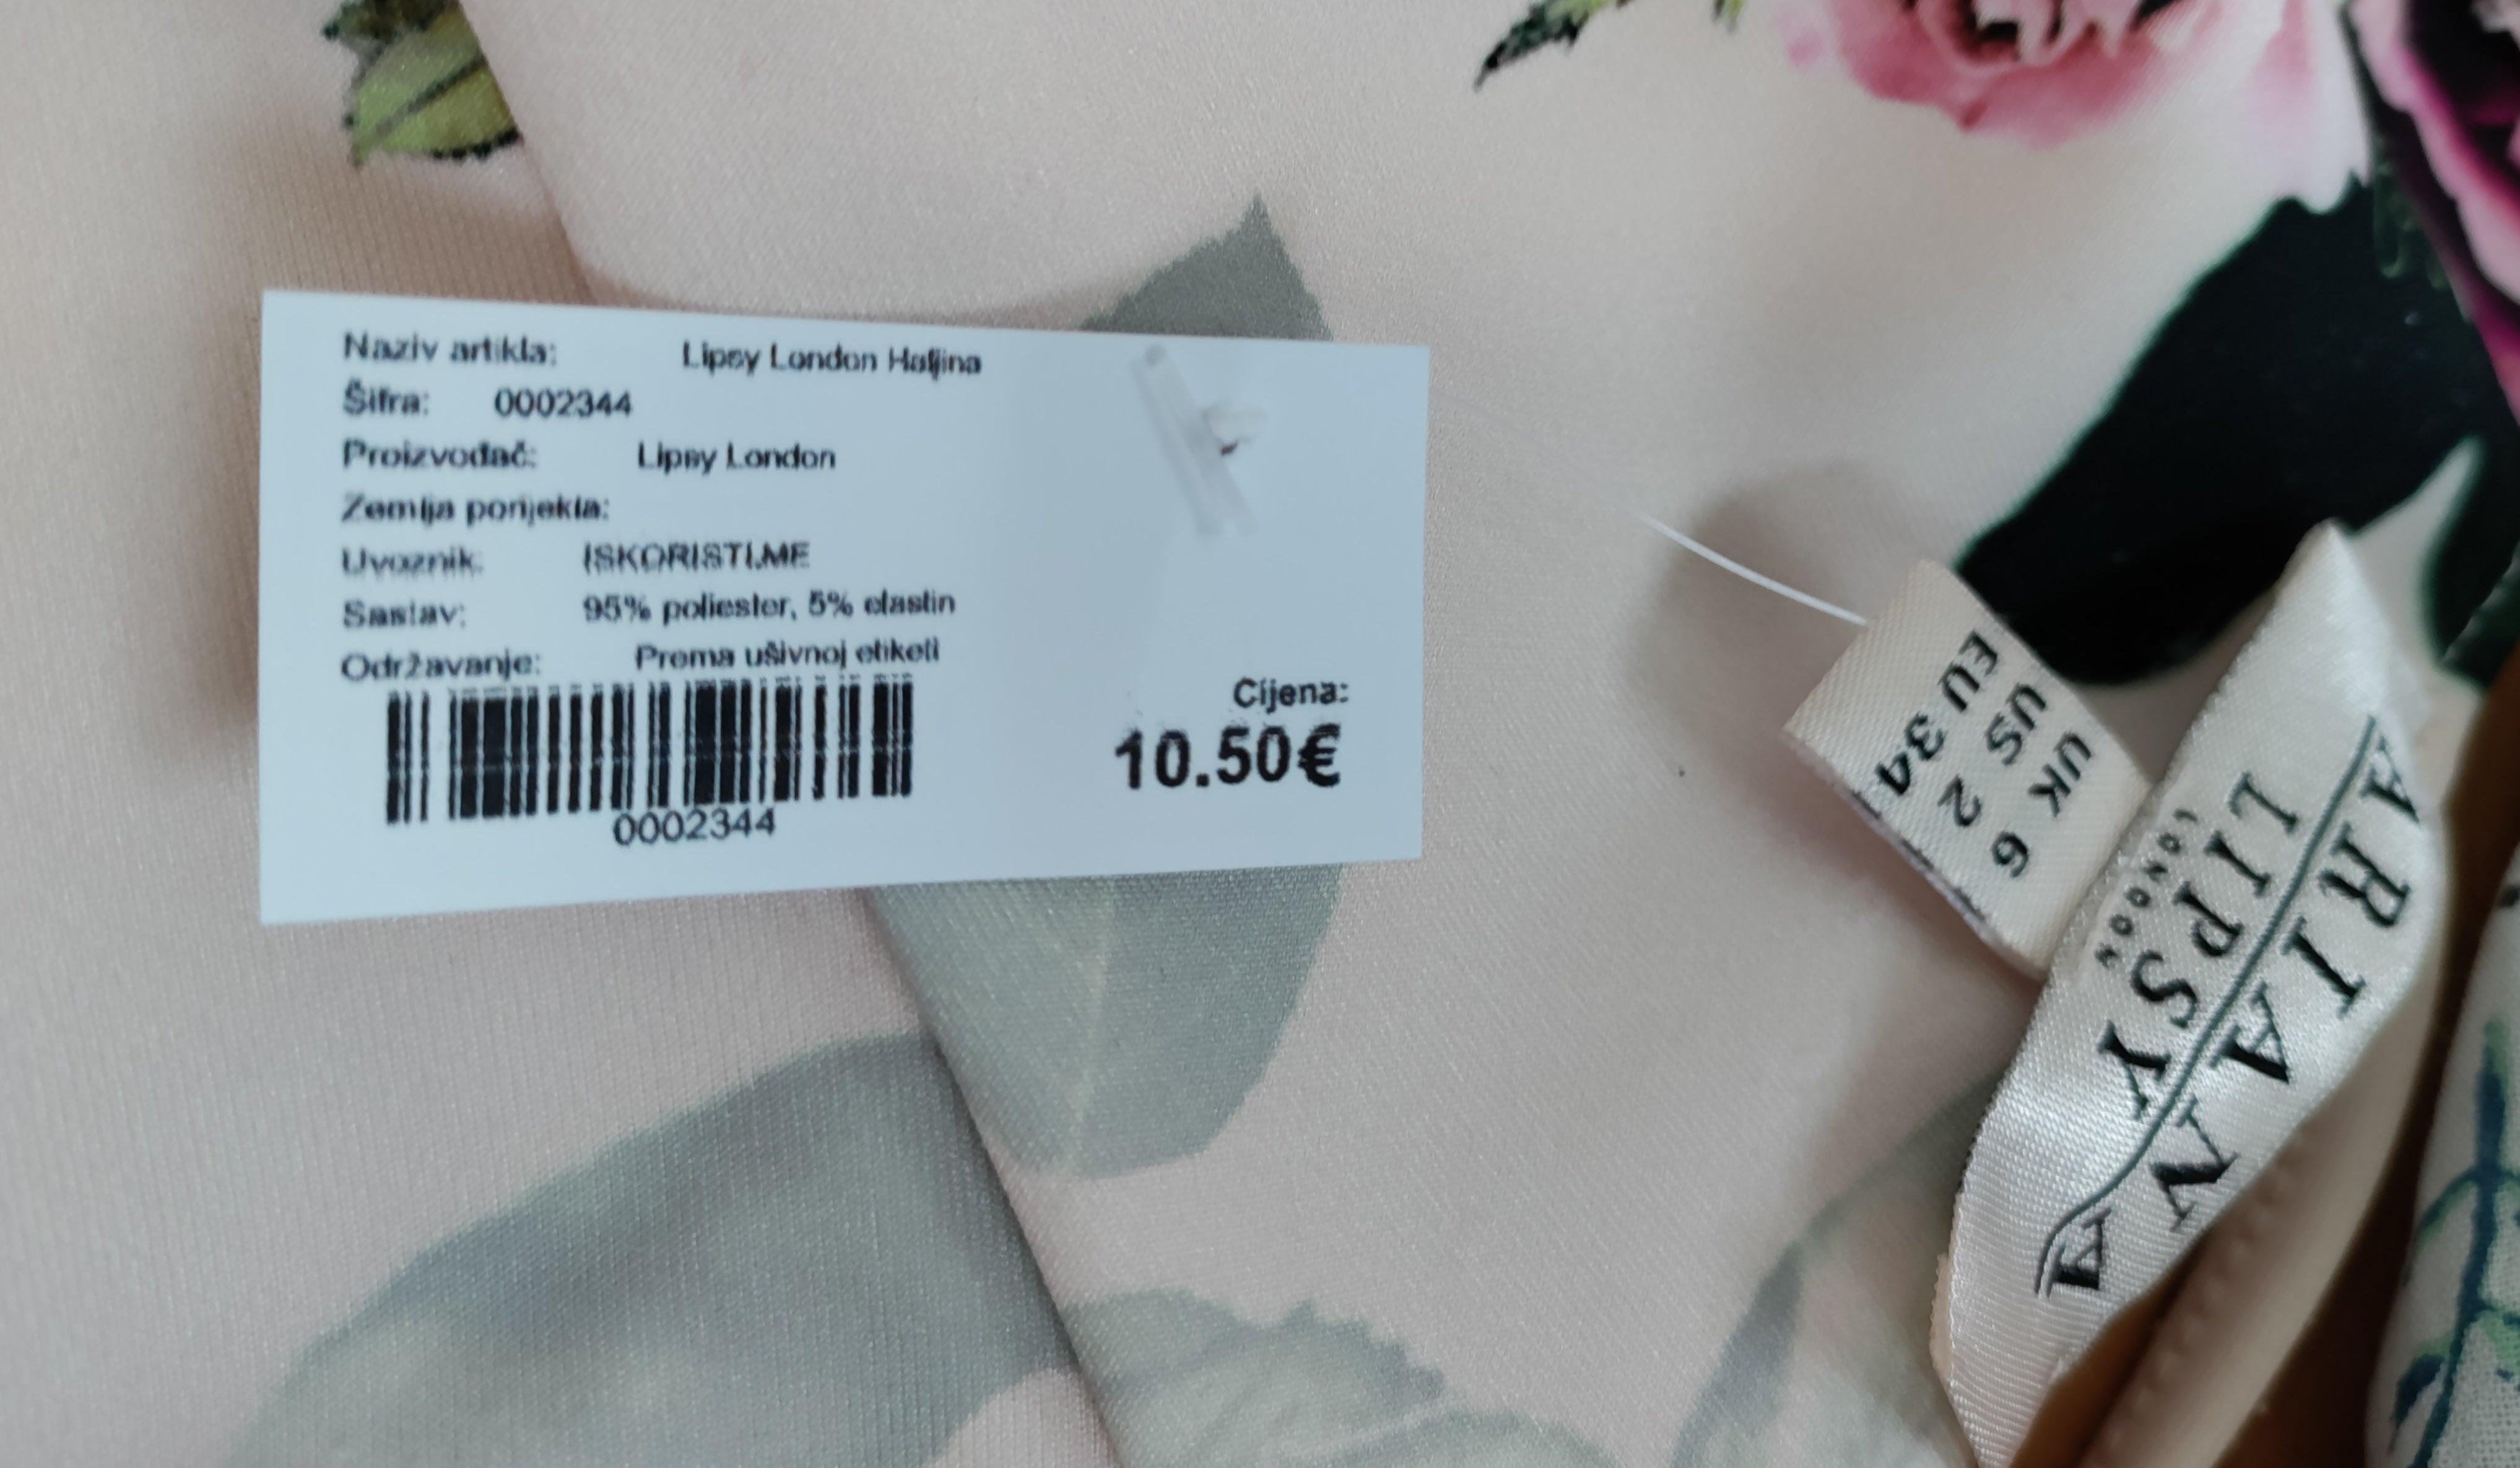 Naziv artikla: Lipsy London Haljina
Šifra: 0002344
Proizvođač: Lipsy London
Zemlja porijekla:
Uvoznik: ISKORISTI.ME
Sastav: 95% poliester, 5% elastin
Održavanje: Prema ušivnoj etiketi
0002344
Cijena:
10.50€
UK 6
US 2
EU 34
ARIANA
LIPSY
LONDON